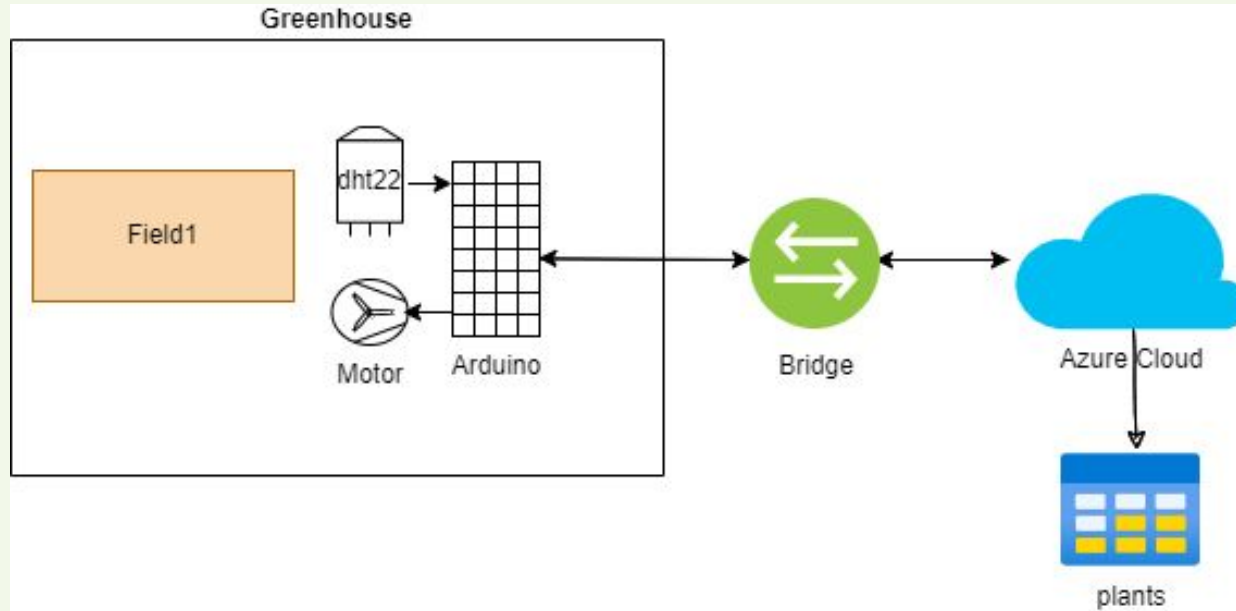 Greenhouse
dht22
Field1
Motor
Arduino
Bridge
Azure Cloud
plants